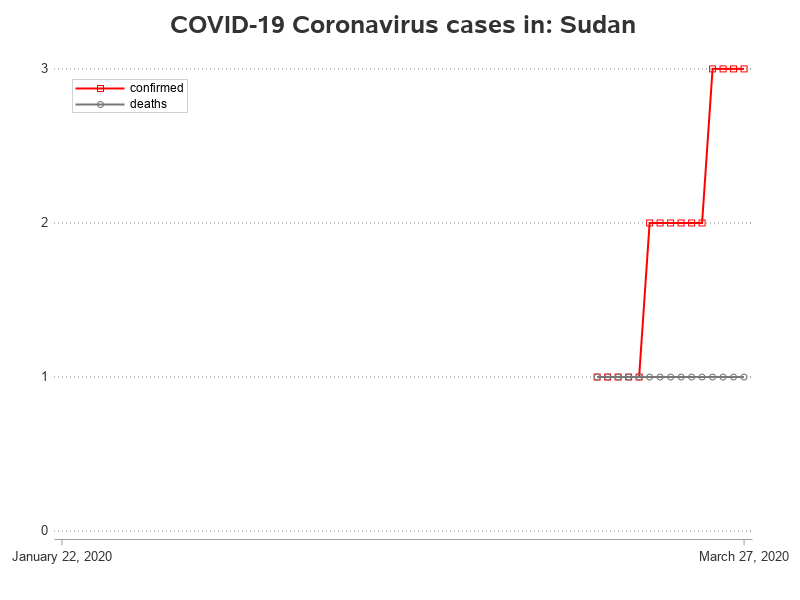 COVID-19 Coronavirus cases in: Sudan
3
confirmed
deaths
2
1
0
January 22, 2020
March 27, 2020